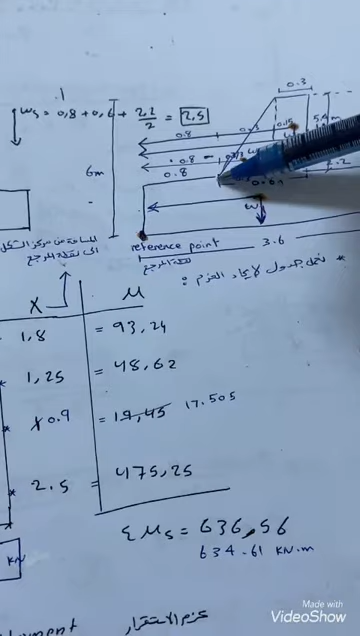 0.3
Ws = 0,8 + 0,6 + 2.2/2 = 2.5
0.8
0.15
6m
0.8
0.8
W
reference point
3.6
نقطة المرجع
المسافة من مركز الشكل
الى نقطة المرجع
* نعمل جدول لإيجاد العزم :
X
M
1,8 = 93,24
1,25 = 48,62
x 0.9 = 19,45 17.505
* 2.5 = 475,25
Σ Ms = 636,56
634.61 KN.m
KN
عزم الاستقرار
Made with
VideoShow